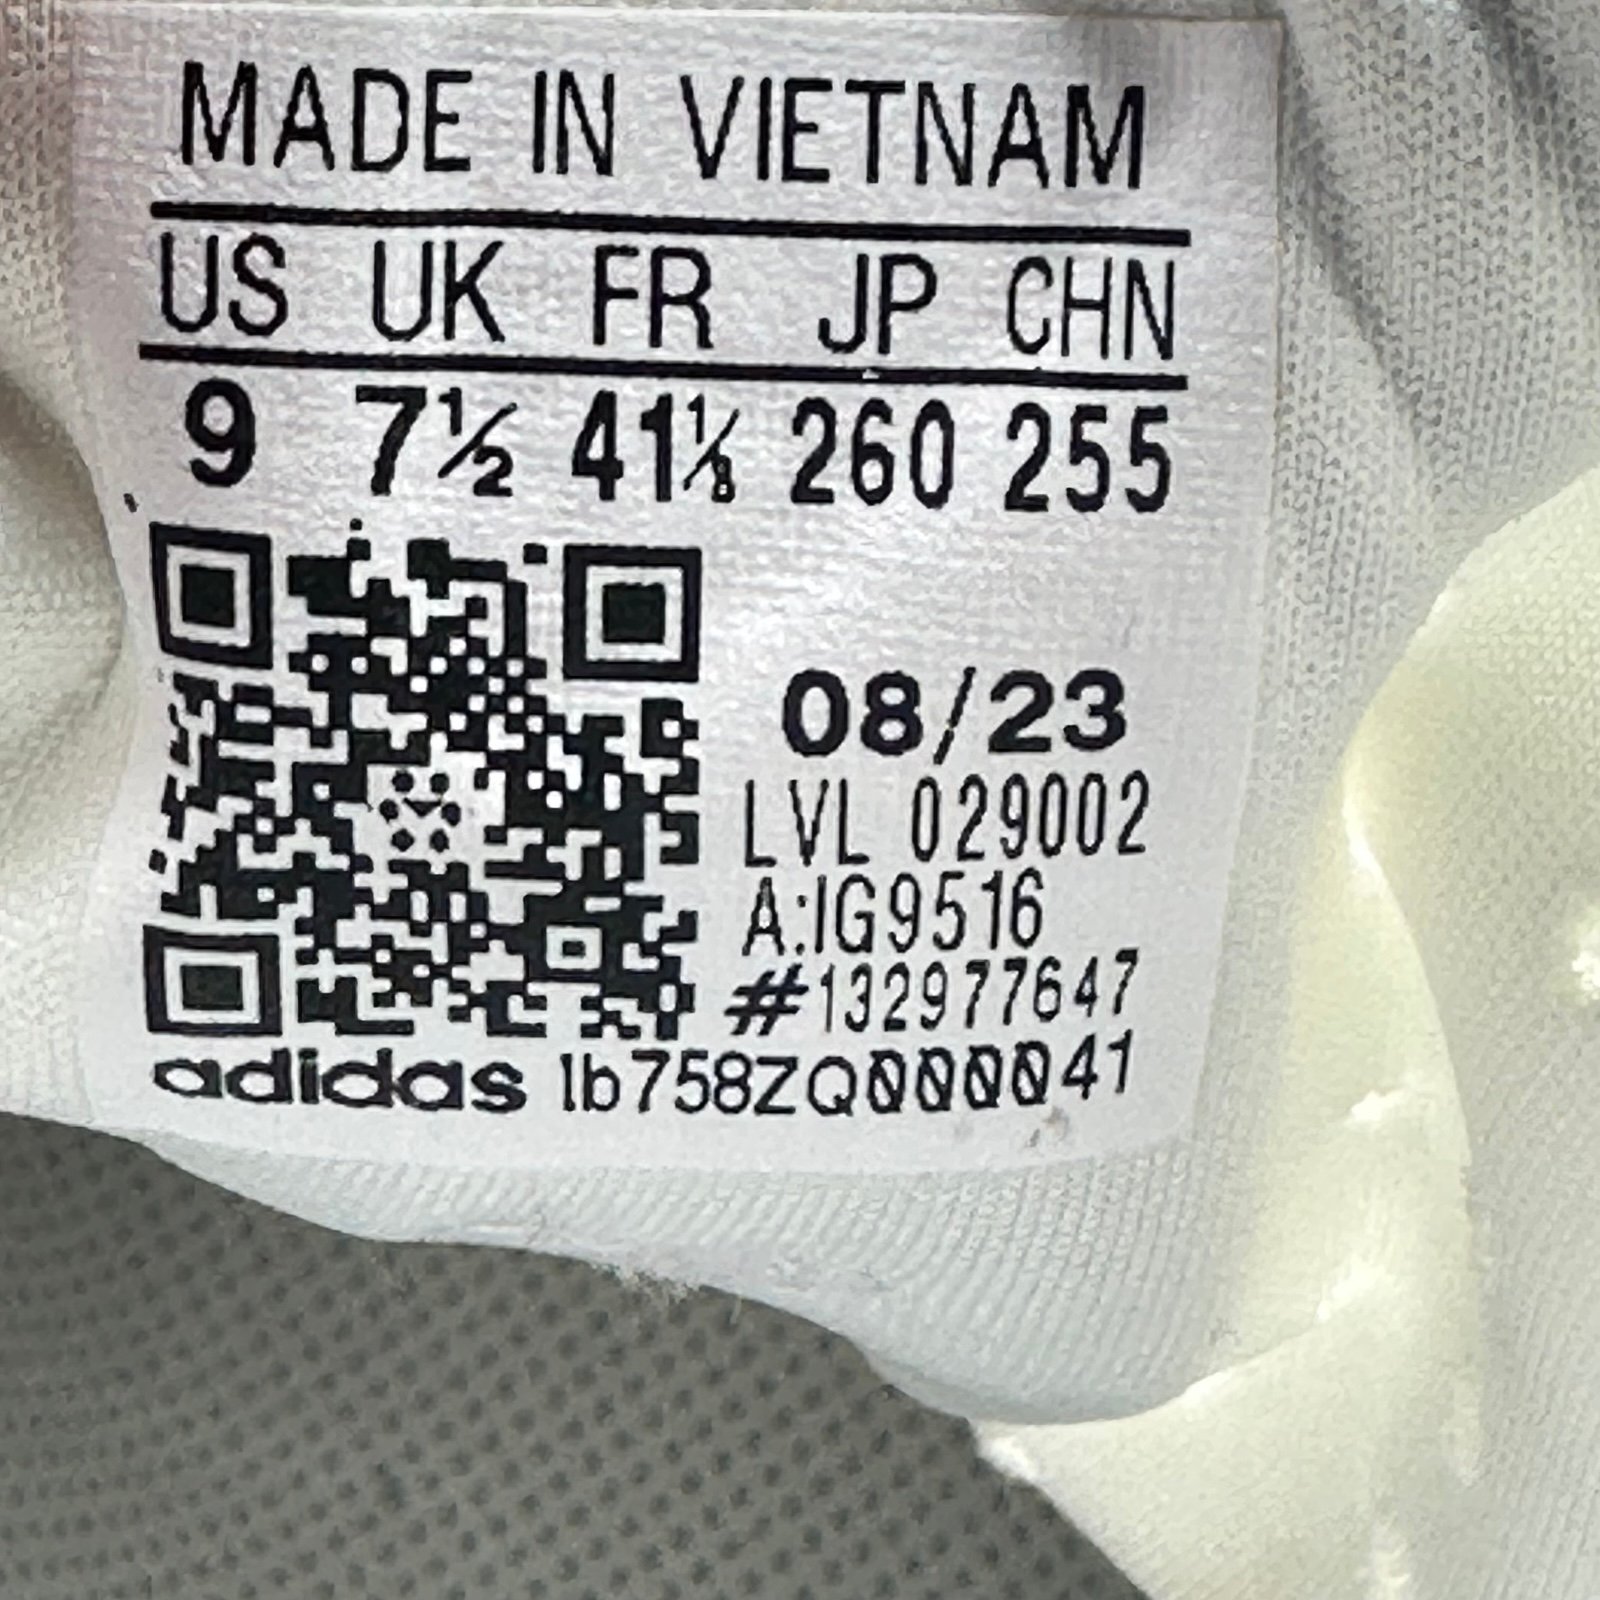 MADE IN VIETNAM
US UK FR JP CHN
9 7½ 41⅓ 260 255
08/23
LVL 029002
A:IG9516
#132977647
adidas lb758ZQ000041